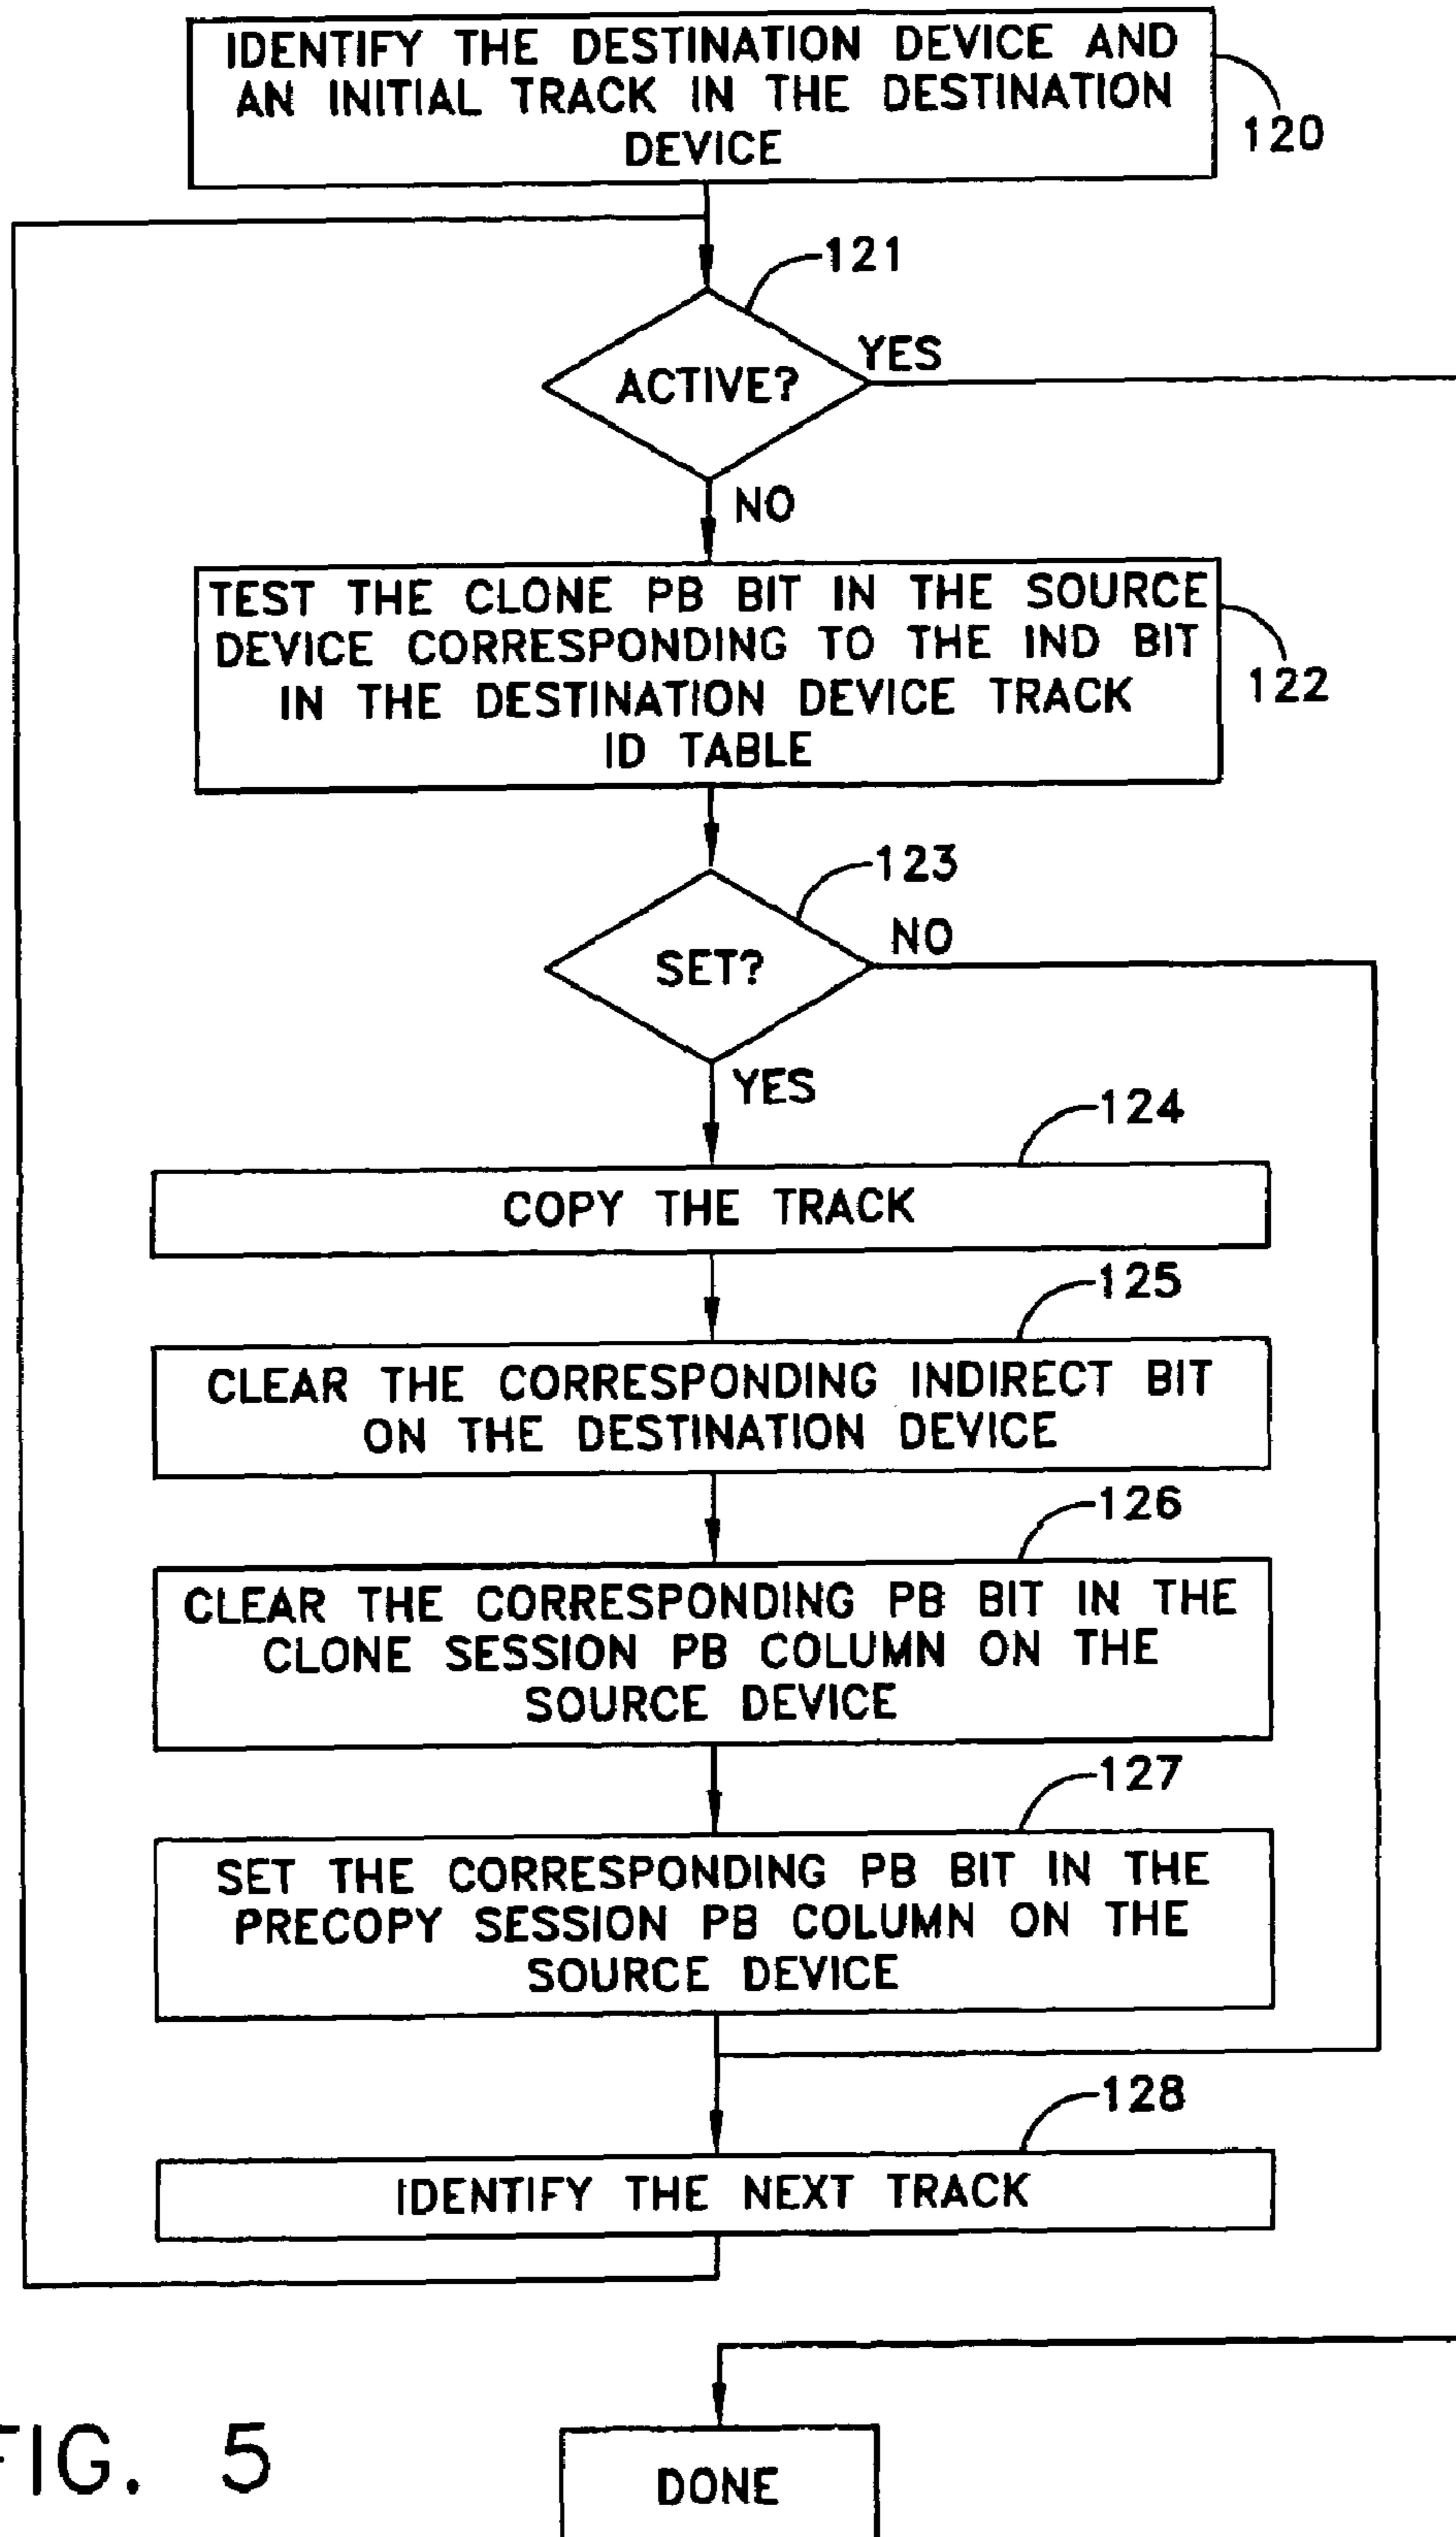 IDENTIFY THE DESTINATION DEVICE AND
AN INITIAL TRACK IN THE DESTINATION
DEVICE
120
121
ACTIVE?
YES
NO
TEST THE CLONE PB BIT IN THE SOURCE
DEVICE CORRESPONDING TO THE IND BIT
IN THE DESTINATION DEVICE TRACK
ID TABLE
122
123
SET?
NO
YES
124
COPY THE TRACK
125
CLEAR THE CORRESPONDING INDIRECT BIT
ON THE DESTINATION DEVICE
126
CLEAR THE CORRESPONDING PB BIT IN THE
CLONE SESSION PB COLUMN ON THE
SOURCE DEVICE
127
SET THE CORRESPONDING PB BIT IN THE
PRECOPY SESSION PB COLUMN ON THE
SOURCE DEVICE
128
IDENTIFY THE NEXT TRACK
FIG. 5
DONE